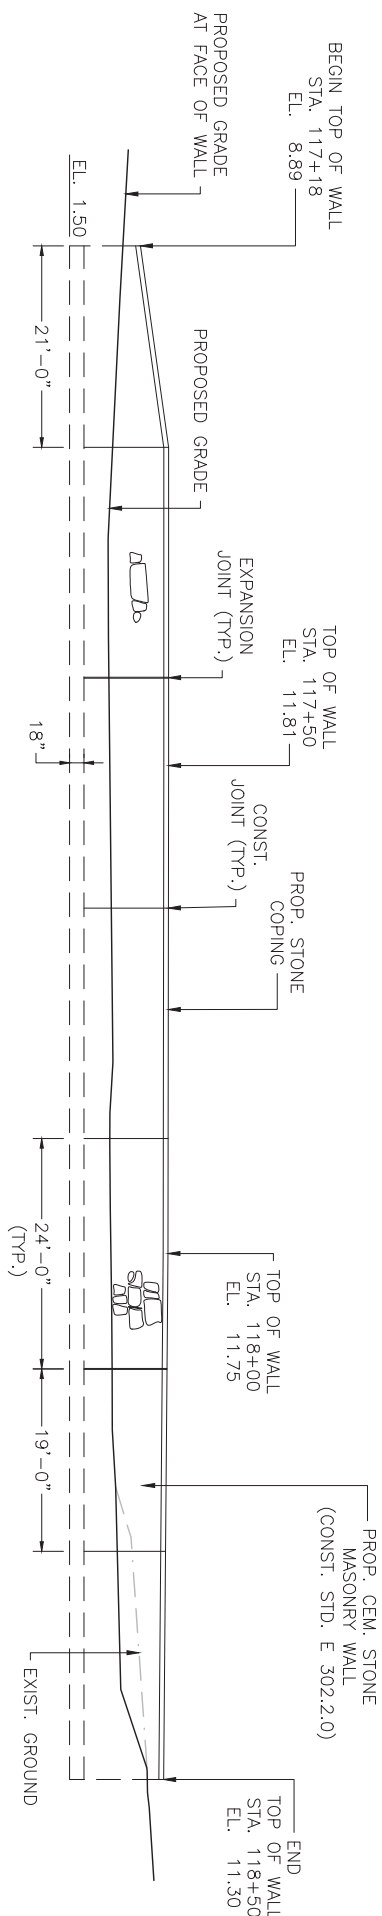 BEGIN TOP OF WALL
STA. 117+18
EL. 8.89
PROPOSED GRADE
AT FACE OF WALL
EL. 1.50
21'-0"
PROPOSED GRADE
EXPANSION
JOINT (TYP.)
TOP OF WALL
STA. 117+50
EL. 11.81
18"
CONST.
JOINT (TYP.)
PROP. STONE
COPING
24'-0"
(TYP.)
TOP OF WALL
STA. 118+00
EL. 11.75
19'-0"
PROP. CEM. STONE
MASONRY WALL
(CONST. STD. E 302.2.0)
EXIST. GROUND
END
TOP OF WALL
STA. 118+50
EL. 11.30